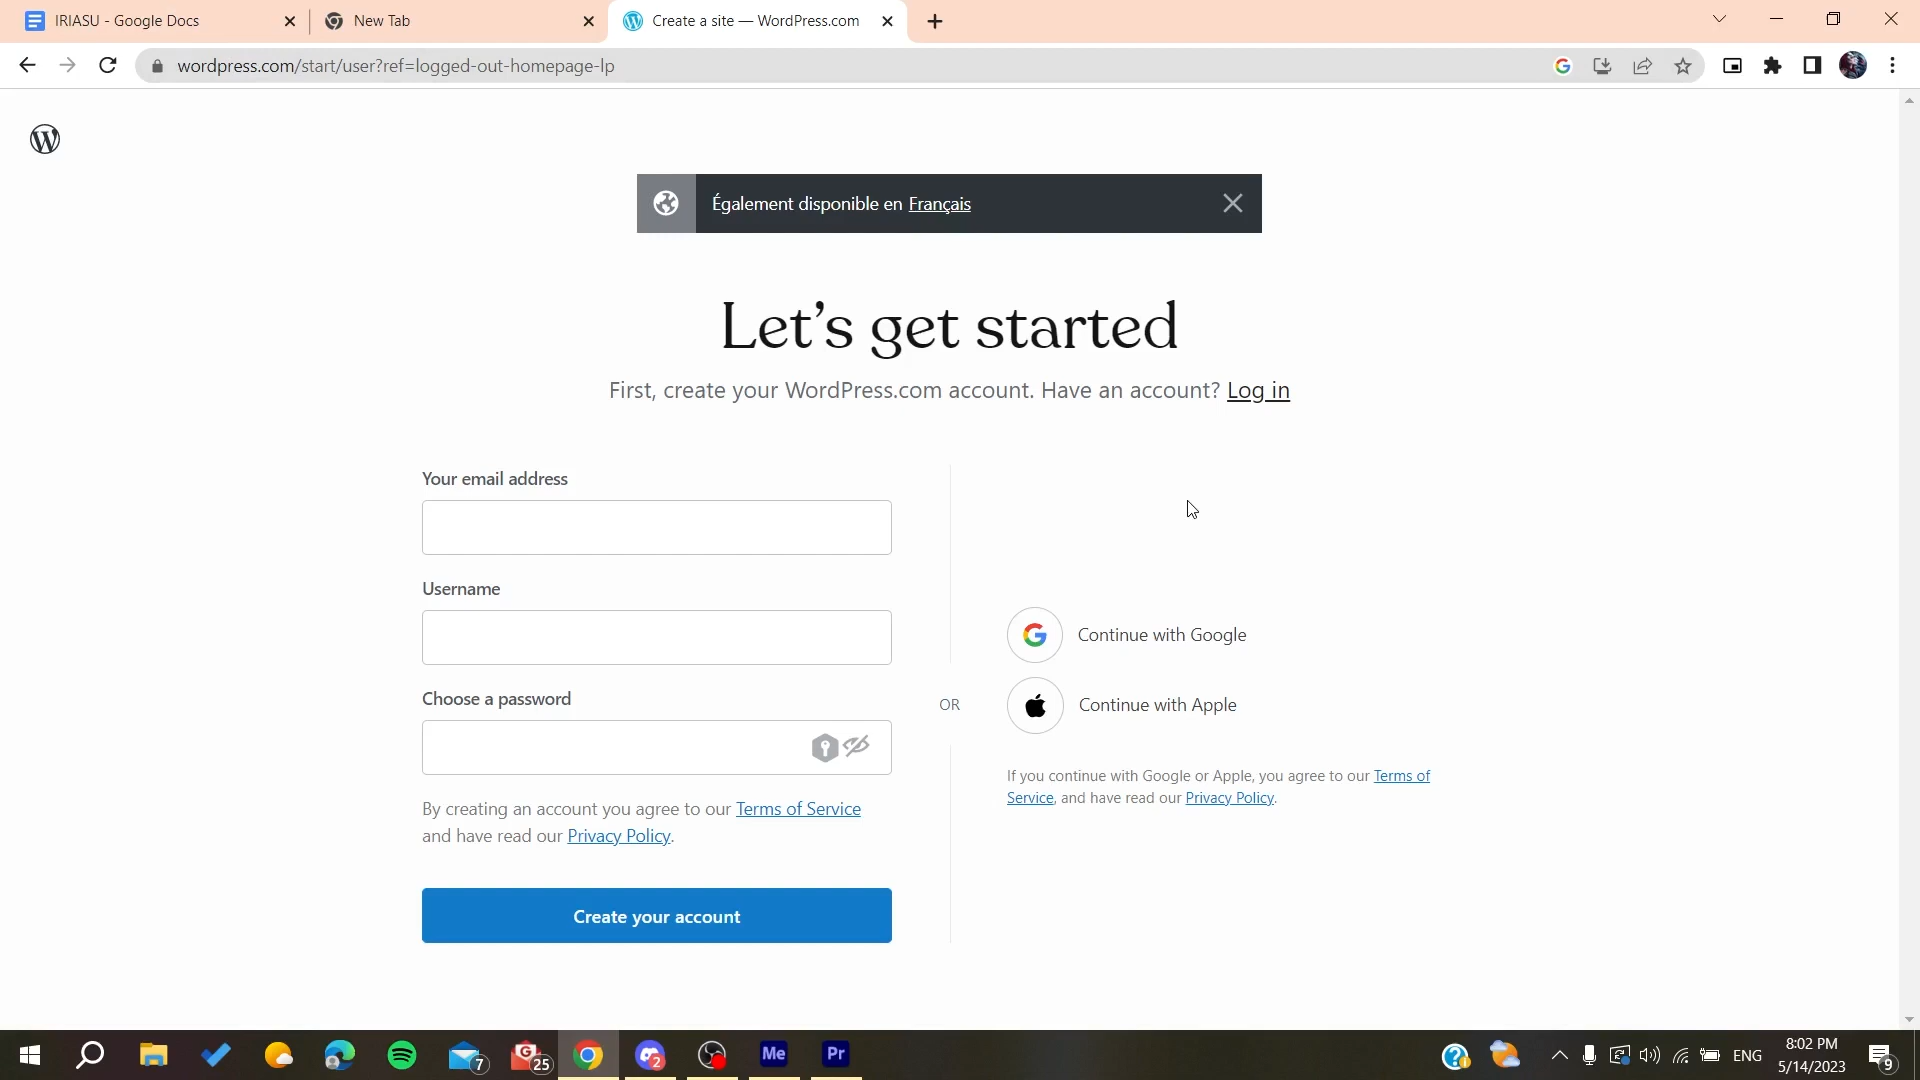 IRIASU - Google Docs
New Tab
Create a site — WordPress.com
wordpress.com/start/user?ref=logged-out-homepage-lp
Également disponible en Français
Let’s get started
First, create your WordPress.com account. Have an account? Log in
Your email address
Username
Choose a password
By creating an account you agree to our Terms of Service
and have read our Privacy Policy.
Create your account
OR
Continue with Google
Continue with Apple
If you continue with Google or Apple, you agree to our Terms of
Service, and have read our Privacy Policy.
7
25
2
Me
Pr
ENG
8:02 PM
5/14/2023
9